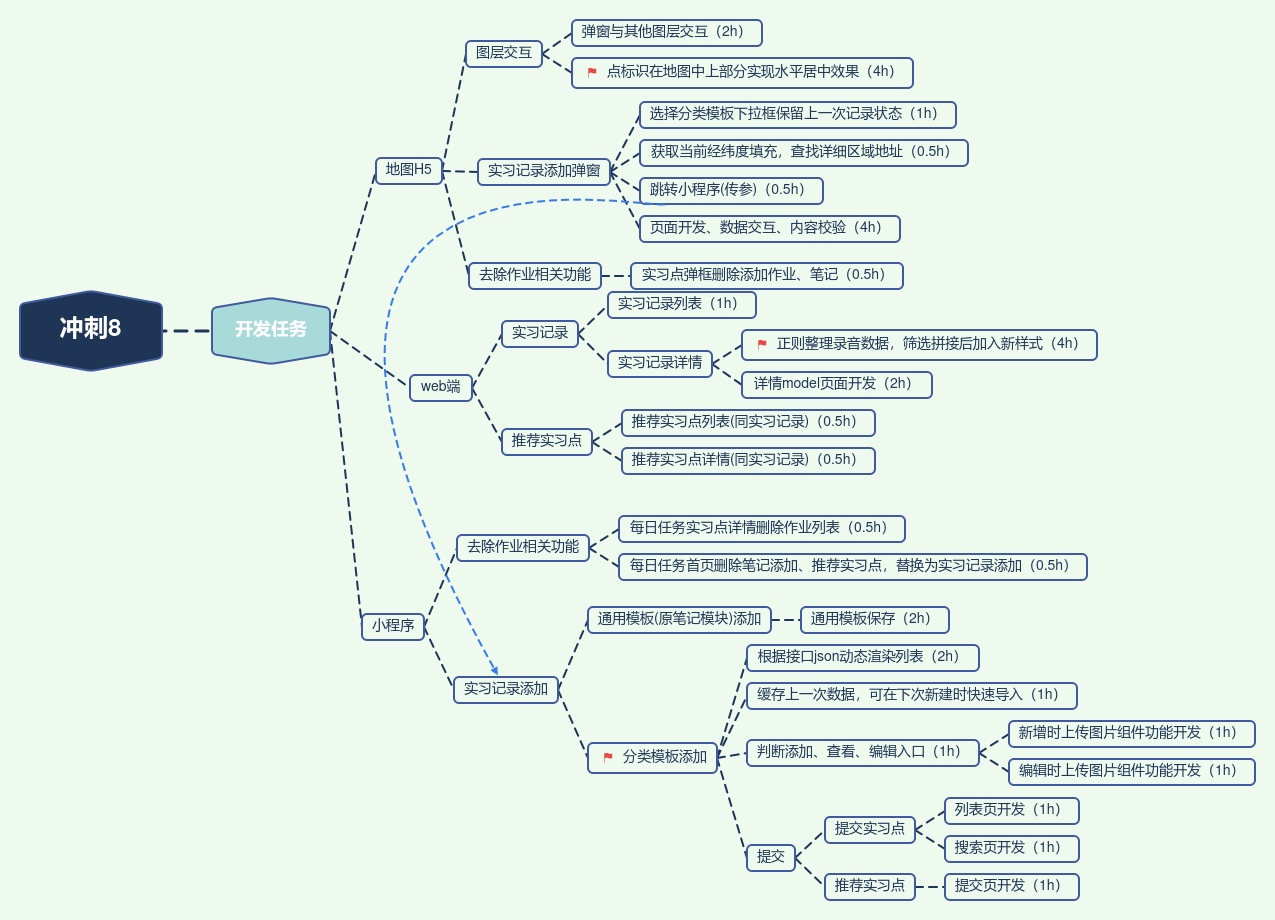 冲刺8
开发任务
地图H5
图层交互
弹窗与其他图层交互（2h）
点标识在地图中上部分实现水平居中效果（4h）
实习记录添加弹窗
选择分类模板下拉框保留上一次记录状态（1h）
获取当前经纬度填充，查找详细区域地址（0.5h）
跳转小程序(传参)（0.5h）
页面开发、数据交互、内容校验（4h）
去除作业相关功能
实习点弹框删除添加作业、笔记（0.5h）
web端
实习记录
实习记录列表（1h）
实习记录详情
正则整理录音数据，筛选拼接后加入新样式（4h）
详情model页面开发（2h）
推荐实习点
推荐实习点列表(同实习记录)（0.5h）
推荐实习点详情(同实习记录)（0.5h）
小程序
去除作业相关功能
每日任务实习点详情删除作业列表（0.5h）
每日任务首页删除笔记添加、推荐实习点，替换为实习记录添加（0.5h）
实习记录添加
通用模板(原笔记模块)添加
通用模板保存（2h）
分类模板添加
根据接口json动态渲染列表（2h）
缓存上一次数据，可在下次新建时快速导入（1h）
判断添加、查看、编辑入口（1h）
新增时上传图片组件功能开发（1h）
编辑时上传图片组件功能开发（1h）
提交
提交实习点
列表页开发（1h）
搜索页开发（1h）
推荐实习点
提交页开发（1h）